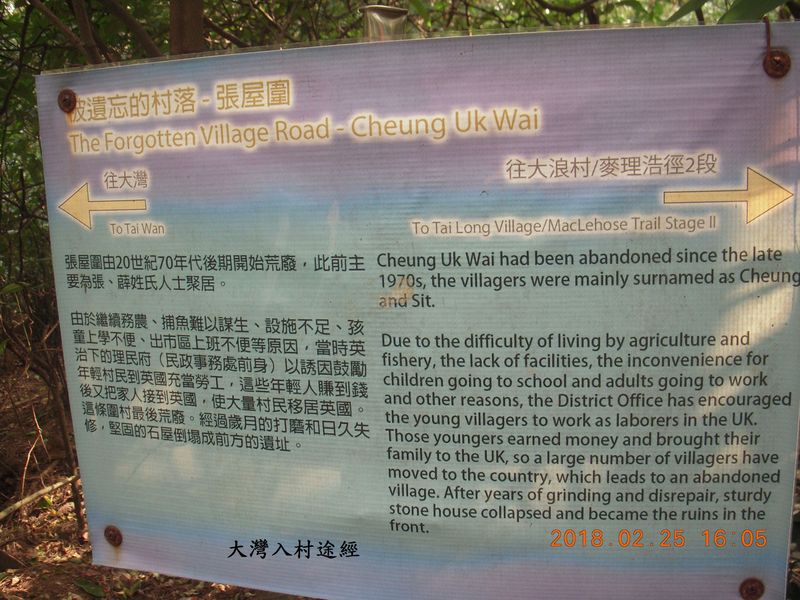 被遺忘的村落 - 張屋圍
The Forgotten Village Road - Cheung Uk Wai
往大灣
To Tai Wan
往大浪村/麥理浩徑2段
To Tai Long Village/MacLehose Trail Stage II
張屋圍由20世紀70年代後期開始荒廢，此前主
要為張、薛姓氏人士聚居。
由於繼續務農、捕魚難以謀生、設施不足、孩
童上學不便、出市區上班不便等原因，當時英
治下的理民府（民政事務處前身）以誘因鼓勵
年輕村民到英國充當勞工，這些年輕人賺到錢
後又把家人接到英國，使大量村民移居英國。
這條圍村最後荒廢。經過歲月的打磨和日久失
修，堅固的石屋倒塌成前方的遺址。
Cheung Uk Wai had been abandoned since the late
1970s, the villagers were mainly surnamed as Cheung
and Sit.
Due to the difficulty of living by agriculture and
fishery, the lack of facilities, the inconvenience for
children going to school and adults going to work
and other reasons, the District Office has encouraged
the young villagers to work as laborers in the UK.
Those youngers earned money and brought their
family to the UK, so a large number of villagers have
moved to the country, which leads to an abandoned
village. After years of grinding and disrepair, sturdy
stone house collapsed and became the ruins in the
front.
大灣入村途經
2018.02.25 16:05